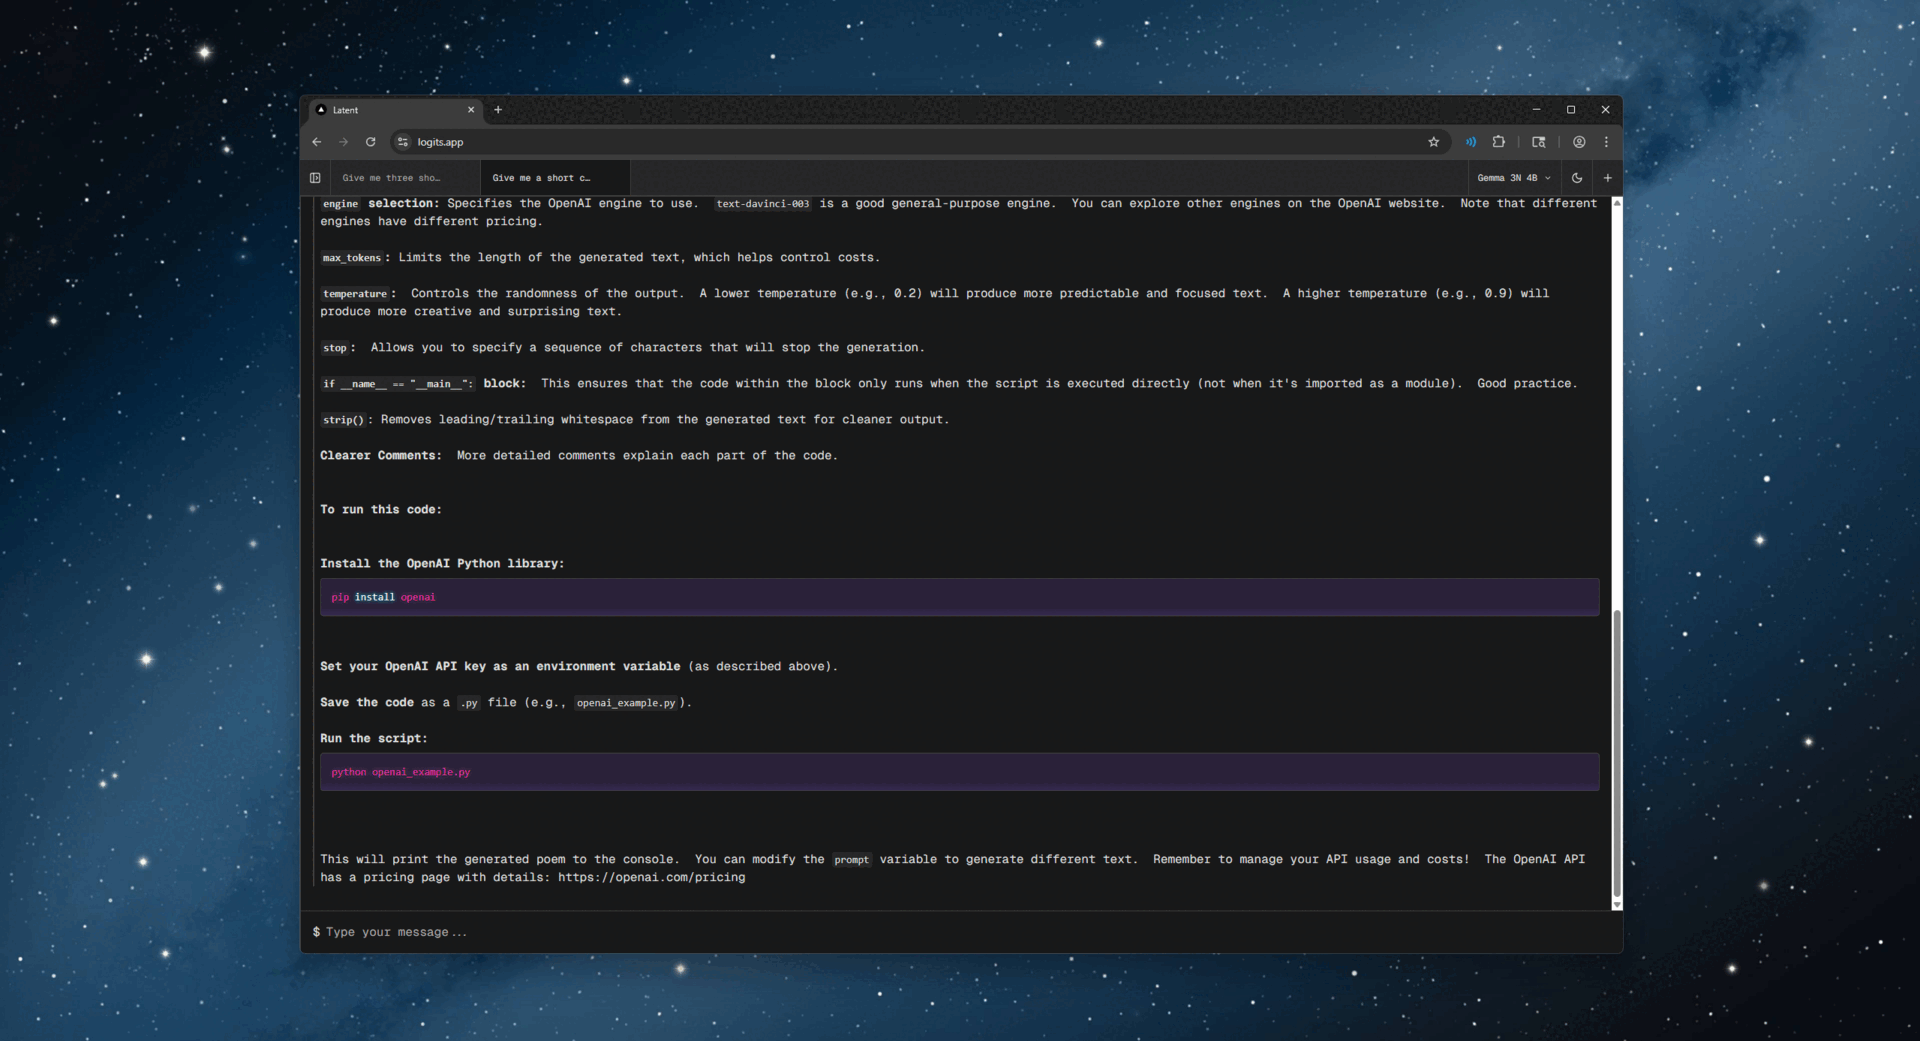 Latent
logits.app
Give me three sho…
Give me a short c…
Gemma 3N 4B
engine selection: Specifies the OpenAI engine to use. text-davinci-003 is a good general-purpose engine. You can explore other engines on the OpenAI website. Note that different
engines have different pricing.
max_tokens: Limits the length of the generated text, which helps control costs.
temperature: Controls the randomness of the output. A lower temperature (e.g., 0.2) will produce more predictable and focused text. A higher temperature (e.g., 0.9) will
produce more creative and surprising text.
stop: Allows you to specify a sequence of characters that will stop the generation.
if __name__ == "__main__": block: This ensures that the code within the block only runs when the script is executed directly (not when it's imported as a module). Good practice.
strip(): Removes leading/trailing whitespace from the generated text for cleaner output.
Clearer Comments: More detailed comments explain each part of the code.
To run this code:
Install the OpenAI Python library:
pip install openai
Set your OpenAI API key as an environment variable (as described above).
Save the code as a .py file (e.g., openai_example.py).
Run the script:
python openai_example.py
This will print the generated poem to the console. You can modify the prompt variable to generate different text. Remember to manage your API usage and costs! The OpenAI API
has a pricing page with details: https://openai.com/pricing
$ Type your message...